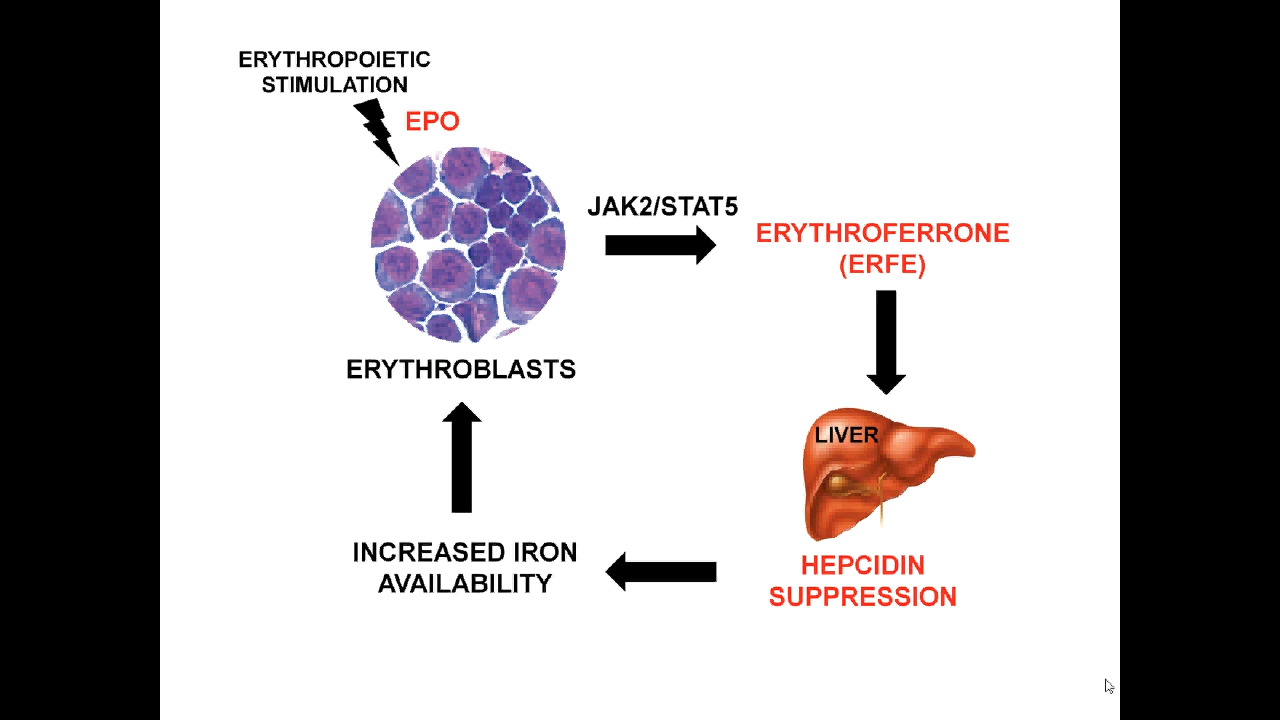 ERYTHROPOIETIC
STIMULATION
EPO
JAK2/STAT5
ERYTHROFERRONE
(ERFE)
ERYTHROBLASTS
LIVER
HEPCIDIN
SUPPRESSION
INCREASED IRON
AVAILABILITY